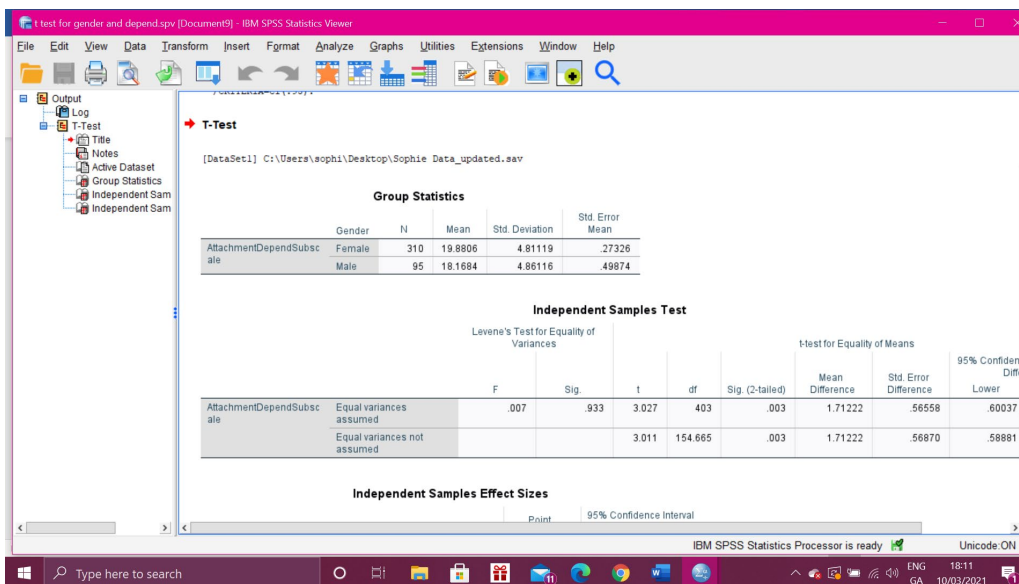 t test for gender and depend.spv [Document9] - IBM SPSS Statistics Viewer
File Edit View Data Transform Insert Format Analyze Graphs Utilities Extensions Window Help
Output
Log
T-Test
Title
Notes
Active Dataset
Group Statistics
Independent Sam
Independent Sam
T-Test
[DataSet1] C:\Users\sophi\Desktop\Sophie Data_updated.sav
Group Statistics
Gender N Mean Std. Deviation Std. Error Mean
AttachmentDependSubscale Female 310 19.8806 4.81119 .27326
Male 95 18.1684 4.86116 .49874
Independent Samples Test
Levene's Test for Equality of Variances t-test for Equality of Means
95% Confiden
Diff
F Sig. t df Sig. (2-tailed) Mean Difference Std. Error Difference Lower
AttachmentDependSubscale Equal variances assumed .007 .933 3.027 403 .003 1.71222 .56558 .60037
Equal variances not assumed 3.011 154.665 .003 1.71222 .56870 .58881
Independent Samples Effect Sizes
Point 95% Confidence Interval
IBM SPSS Statistics Processor is ready Unicode:ON
Type here to search
11
ENG 18:11
GA 10/03/2021